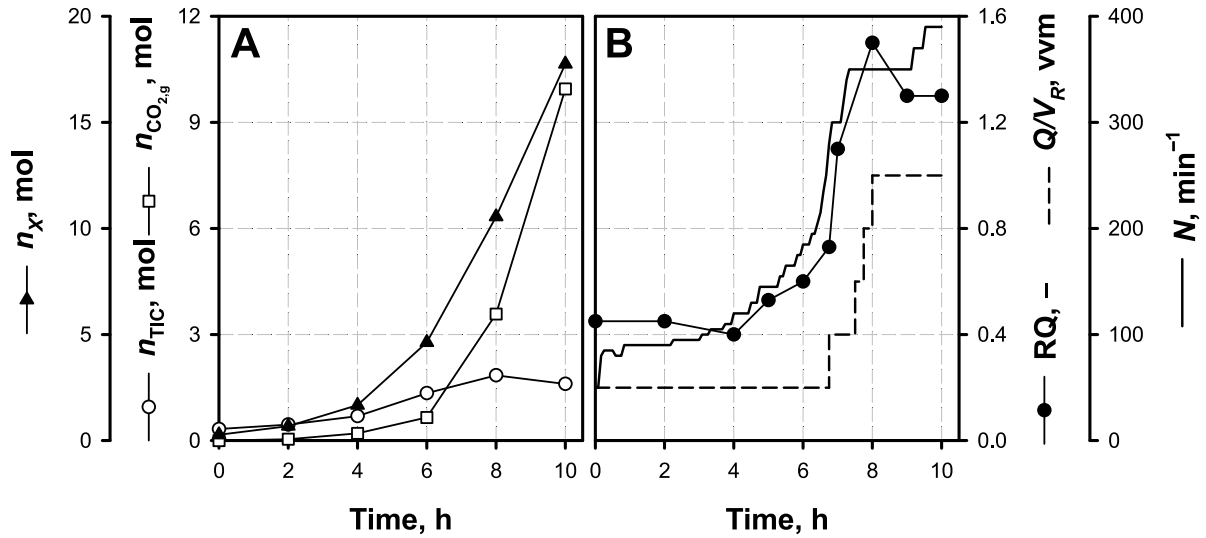 20
15
10
5
0
n_X, mol
12
9
6
3
0
n_TIC, mol
n_CO2,g, mol
A
0 2 4 6 8 10
Time, h
B
0 2 4 6 8 10
Time, h
1.6
1.2
0.8
0.4
0.0
RQ, –
Q/V_R, vvm
400
300
200
100
0
N, min⁻¹